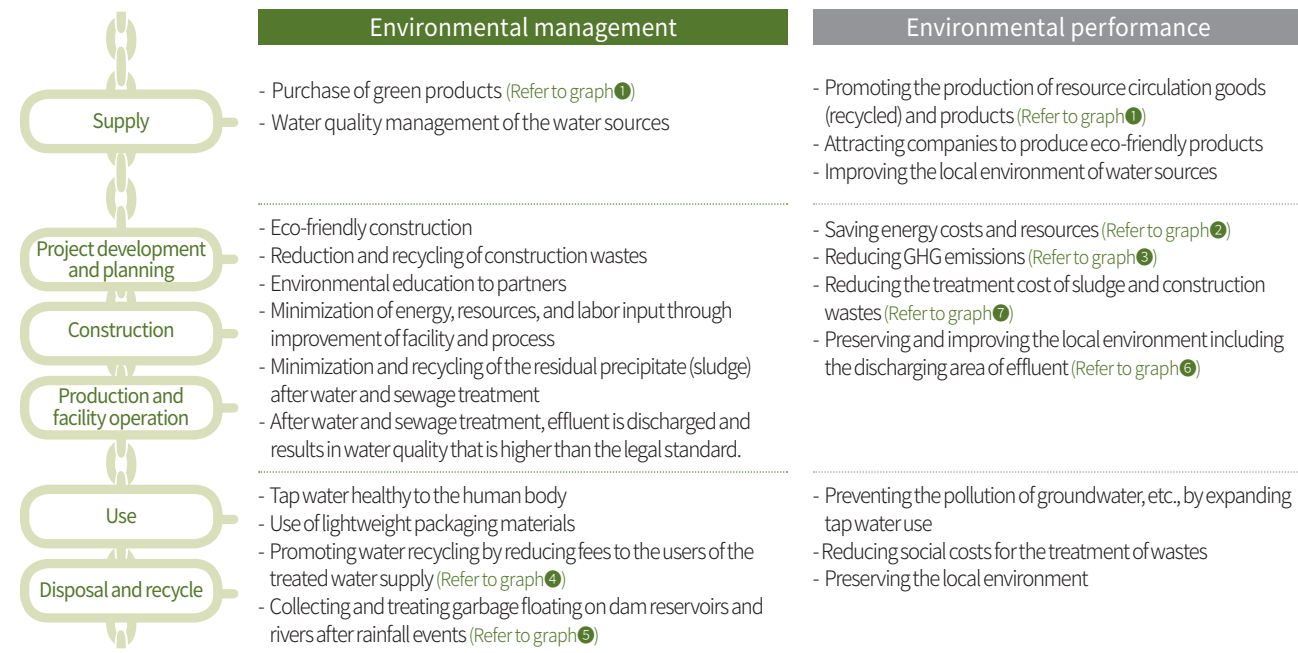 Environmental management
Environmental performance
Supply
- Purchase of green products (Refer to graph❶)
- Water quality management of the water sources
- Promoting the production of resource circulation goods
(recycled) and products (Refer to graph❶)
- Attracting companies to produce eco-friendly products
- Improving the local environment of water sources
Project development
and planning
Construction
Production and
facility operation
- Eco-friendly construction
- Reduction and recycling of construction wastes
- Environmental education to partners
- Minimization of energy, resources, and labor input through
improvement of facility and process
- Minimization and recycling of the residual precipitate (sludge)
after water and sewage treatment
- After water and sewage treatment, effluent is discharged and
results in water quality that is higher than the legal standard.
- Saving energy costs and resources (Refer to graph❷)
- Reducing GHG emissions (Refer to graph❸)
- Reducing the treatment cost of sludge and construction
wastes (Refer to graph❼)
- Preserving and improving the local environment including
the discharging area of effluent (Refer to graph❻)
Use
Disposal and recycle
- Tap water healthy to the human body
- Use of lightweight packaging materials
- Promoting water recycling by reducing fees to the users of the
treated water supply (Refer to graph❹)
- Collecting and treating garbage floating on dam reservoirs and
rivers after rainfall events (Refer to graph❺)
- Preventing the pollution of groundwater, etc., by expanding
tap water use
- Reducing social costs for the treatment of wastes
- Preserving the local environment